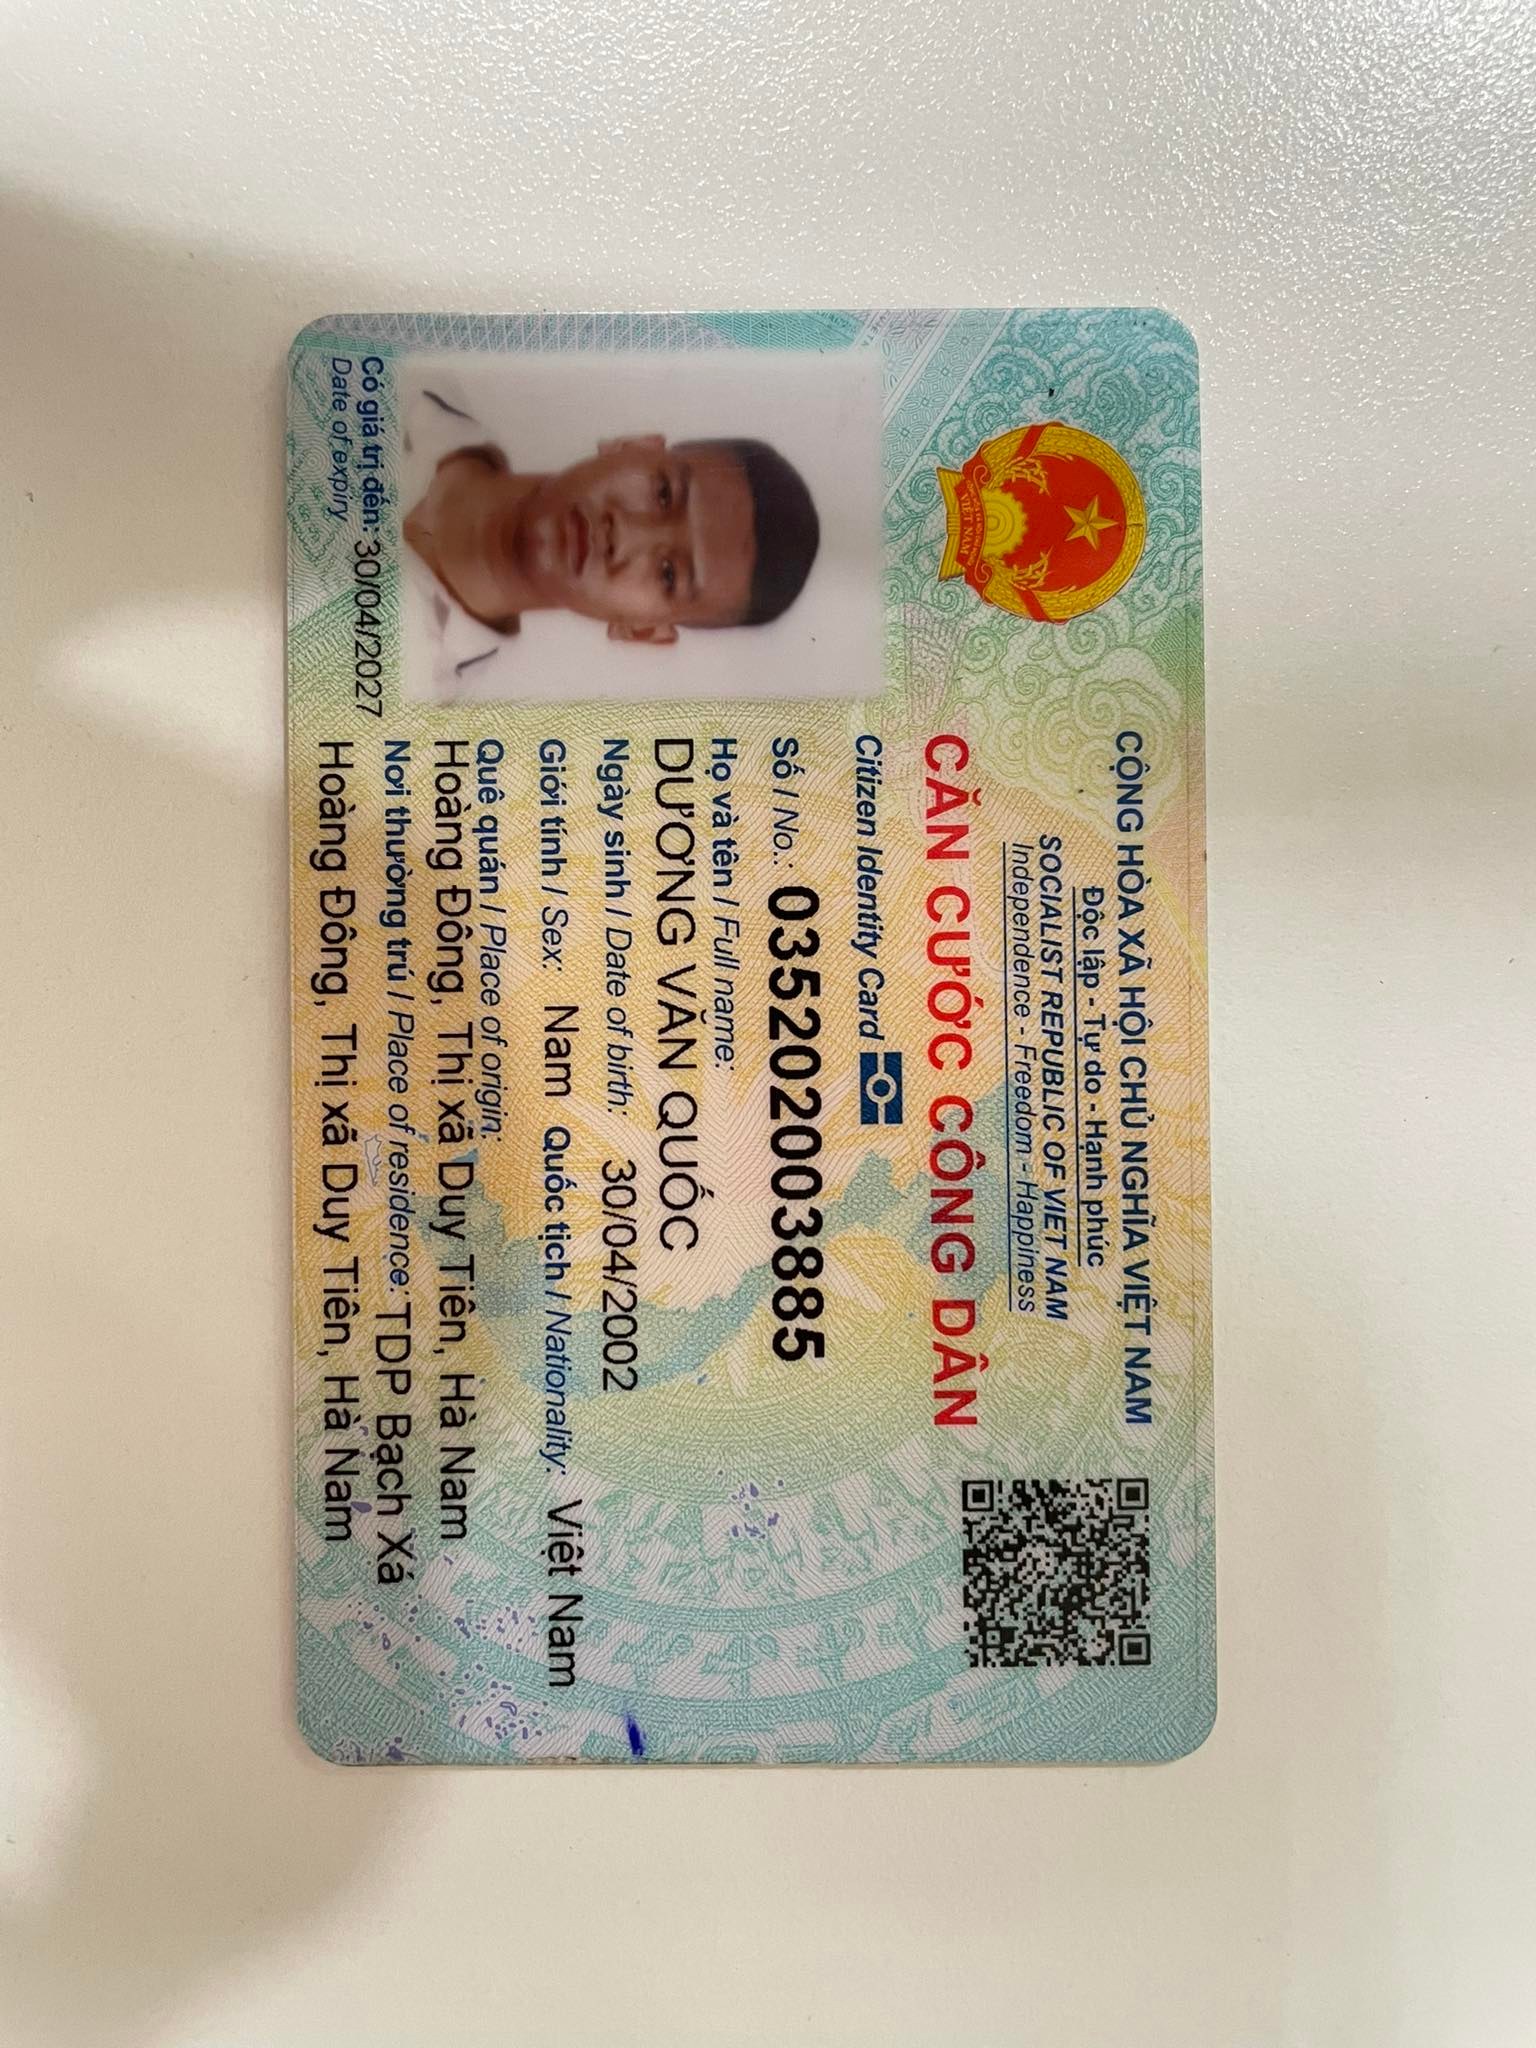 CỘNG HÒA XÃ HỘI CHỦ NGHĨA VIỆT NAM
Độc lập - Tự do - Hạnh phúc
SOCIALIST REPUBLIC OF VIET NAM
Independence - Freedom - Happiness
CĂN CƯỚC CÔNG DÂN
Citizen Identity Card
Số / No.: 035202003885
Họ và tên / Full name:
DƯƠNG VĂN QUỐC
Ngày sinh / Date of birth: 30/04/2002
Giới tính / Sex: Nam Quốc tịch / Nationality: Việt Nam
Quê quán / Place of origin:
Hoàng Đông, Thị xã Duy Tiên, Hà Nam
Nơi thường trú / Place of residence: TDP Bạch Xá
Hoàng Đông, Thị xã Duy Tiên, Hà Nam
Có giá trị đến: 30/04/2027
Date of expiry
VIỆT NAM